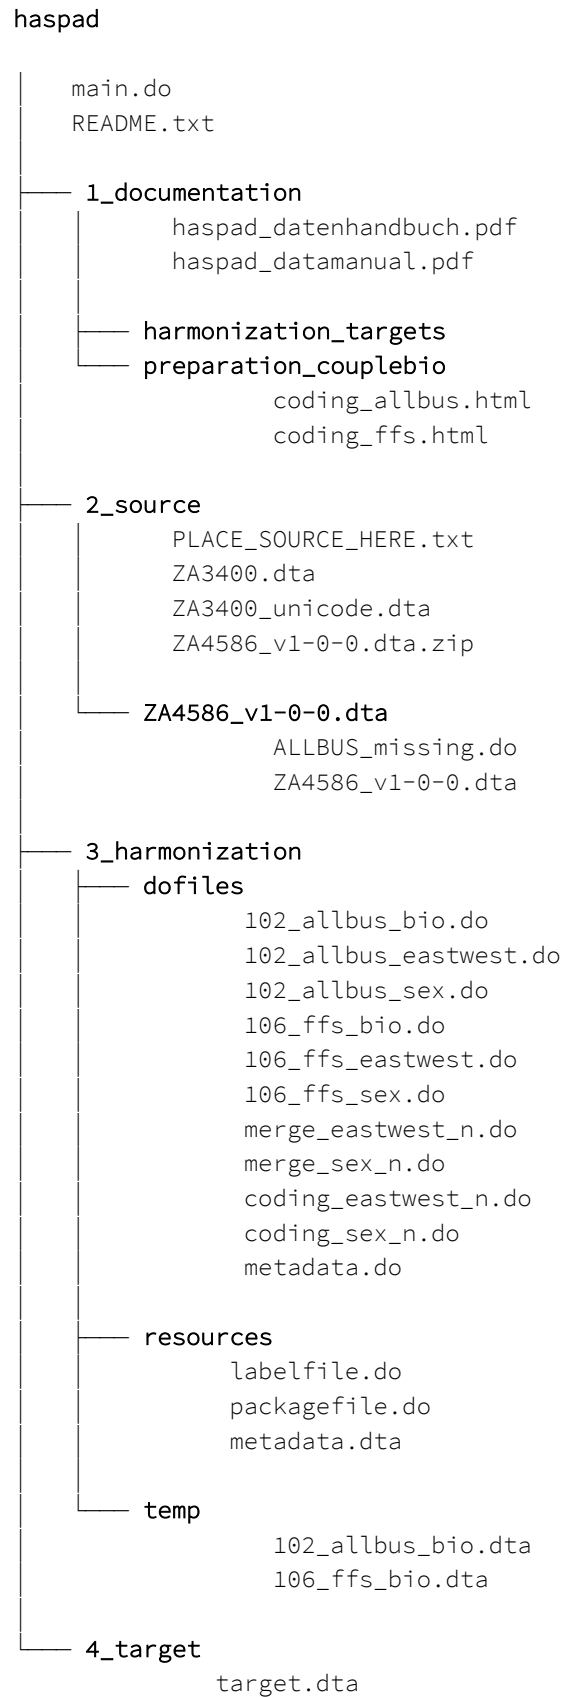 haspad
main.do
README.txt
1_documentation
haspad_datenhandbuch.pdf
haspad_datamanual.pdf
harmonization_targets
preparation_couplebio
coding_allbus.html
coding_ffs.html
2_source
PLACE_SOURCE_HERE.txt
ZA3400.dta
ZA3400_unicode.dta
ZA4586_v1-0-0.dta.zip
ZA4586_v1-0-0.dta
ALLBUS_missing.do
ZA4586_v1-0-0.dta
3_harmonization
dofiles
102_allbus_bio.do
102_allbus_eastwest.do
102_allbus_sex.do
106_ffs_bio.do
106_ffs_eastwest.do
106_ffs_sex.do
merge_eastwest_n.do
merge_sex_n.do
coding_eastwest_n.do
coding_sex_n.do
metadata.do
resources
labelfile.do
packagefile.do
metadata.dta
temp
102_allbus_bio.dta
106_ffs_bio.dta
4_target
target.dta